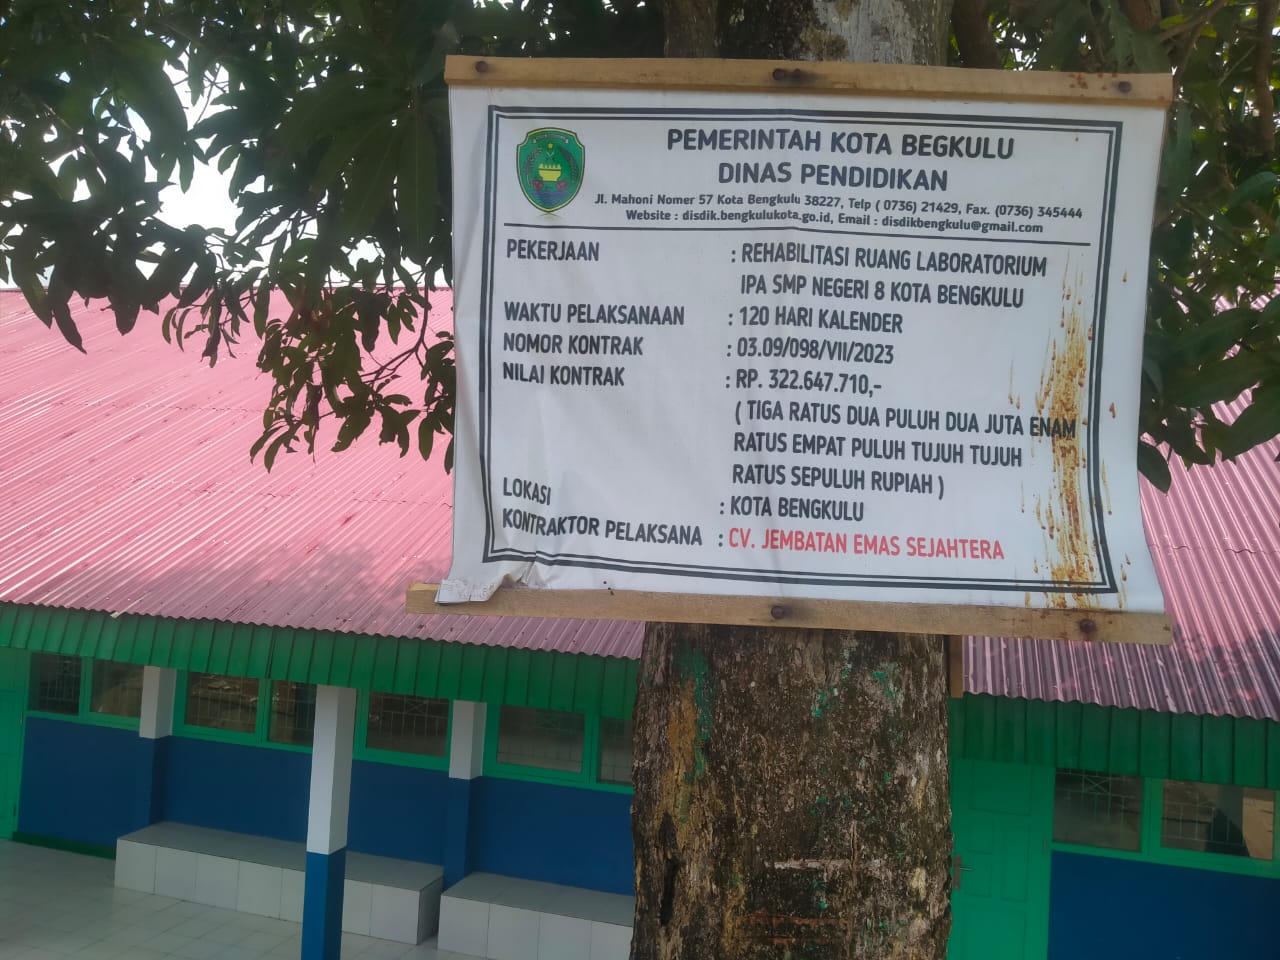 PEMERINTAH KOTA BEGKULU
DINAS PENDIDIKAN
Jl. Mahoni Nomer 57 Kota Bengkulu 38227, Telp ( 0736) 21429, Fax. (0736) 345444
Website : disdik.bengkulukota.go.id, Email : disdikbengkulu@gmail.com
PEKERJAAN : REHABILITASI RUANG LABORATORIUM
IPA SMP NEGERI 8 KOTA BENGKULU
WAKTU PELAKSANAAN : 120 HARI KALENDER
NOMOR KONTRAK : 03.09/098/VII/2023
NILAI KONTRAK : RP. 322.647.710,-
( TIGA RATUS DUA PULUH DUA JUTA ENAM
RATUS EMPAT PULUH TUJUH TUJUH
RATUS SEPULUH RUPIAH )
LOKASI : KOTA BENGKULU
KONTRAKTOR PELAKSANA : CV. JEMBATAN EMAS SEJAHTERA